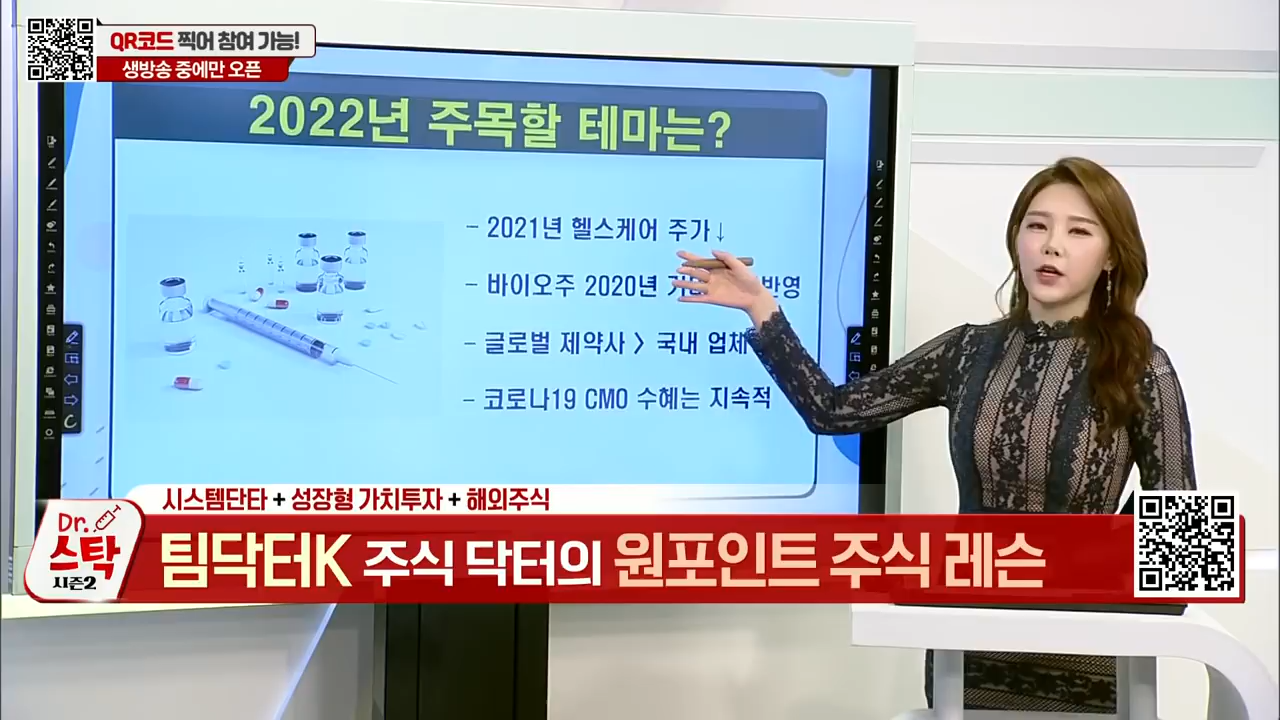 QR코드 찍어 참여 가능!
생방송 중에만 오픈
2022년 주목할 테마는?
- 2021년 헬스케어 주가↓
- 바이오주 2020년 반영
- 글로벌 제약사 > 국내 업체
- 코로나19 CMO 수혜는 지속적
시스템단타 + 성장형 가치투자 + 해외주식
Dr.
스탁
시즌2
팀닥터K 주식 닥터의 원포인트 주식 레슨